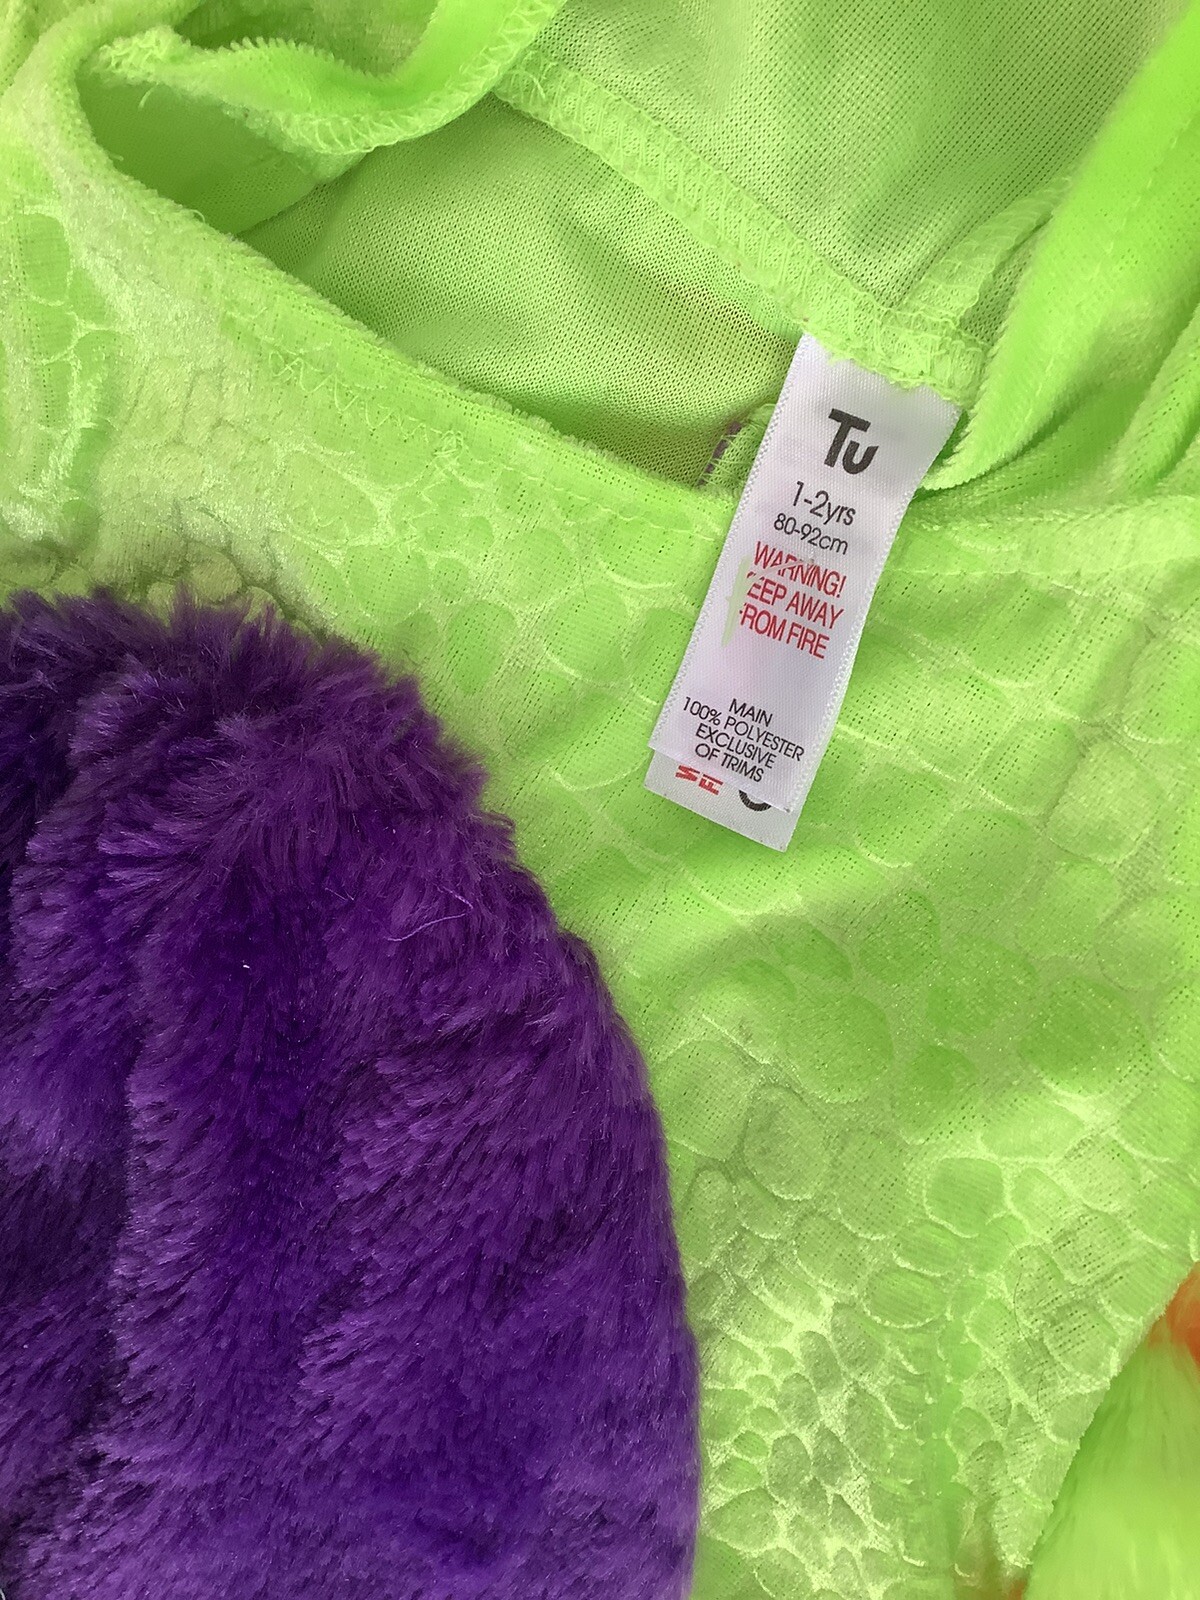 Tu
1-2yrs
80-92cm
WARNING!
EEP AWAY
FROM FIRE
MAIN
100% POLYESTER
EXCLUSIVE
OF TRIMS